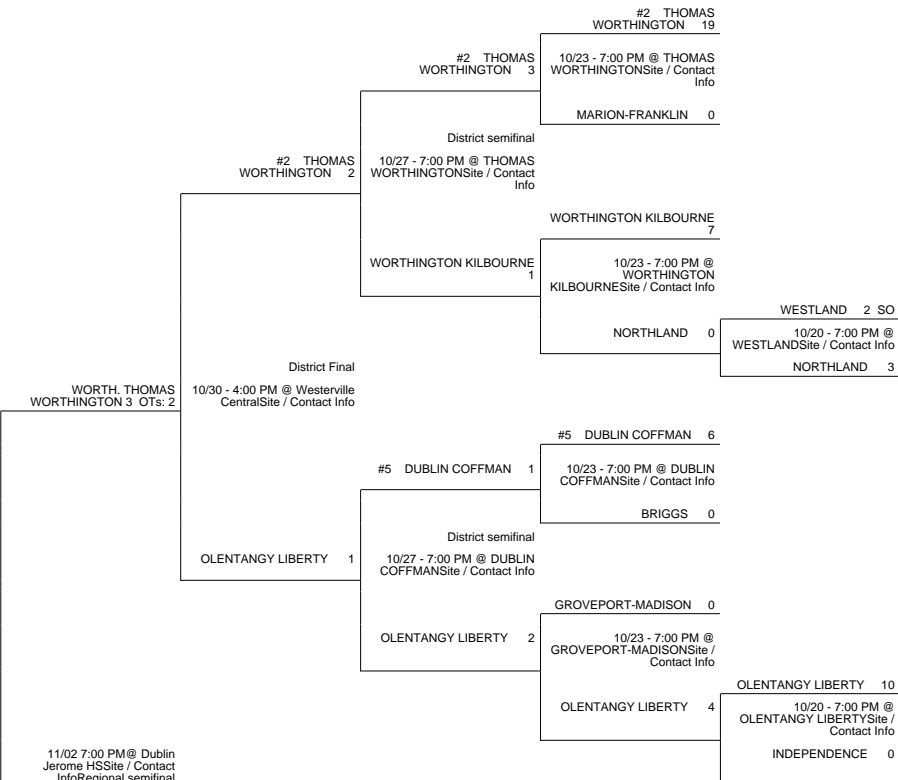 #2 THOMAS
WORTHINGTON 19
10/23 - 7:00 PM @ THOMAS
WORTHINGTONSite / Contact
Info
MARION-FRANKLIN 0
#2 THOMAS
WORTHINGTON 3
District semifinal
10/27 - 7:00 PM @ THOMAS
WORTHINGTONSite / Contact
Info
#2 THOMAS
WORTHINGTON 2
WORTHINGTON KILBOURNE
7
10/23 - 7:00 PM @
WORTHINGTON
KILBOURNESite / Contact Info
WORTHINGTON KILBOURNE
1
NORTHLAND 0
WESTLAND 2 SO
10/20 - 7:00 PM @
WESTLANDSite / Contact Info
NORTHLAND 3
District Final
10/30 - 4:00 PM @ Westerville
CentralSite / Contact Info
WORTH. THOMAS
WORTHINGTON 3 OTs: 2
#5 DUBLIN COFFMAN 6
10/23 - 7:00 PM @ DUBLIN
COFFMANSite / Contact Info
BRIGGS 0
#5 DUBLIN COFFMAN 1
District semifinal
10/27 - 7:00 PM @ DUBLIN
COFFMANSite / Contact Info
OLENTANGY LIBERTY 1
GROVEPORT-MADISON 0
10/23 - 7:00 PM @
GROVEPORT-MADISONSite /
Contact Info
OLENTANGY LIBERTY 2
OLENTANGY LIBERTY 4
OLENTANGY LIBERTY 10
10/20 - 7:00 PM @
OLENTANGY LIBERTYSite /
Contact Info
INDEPENDENCE 0
11/02 7:00 PM@ Dublin
Jerome HSSite / Contact
InfoRegional semifinal